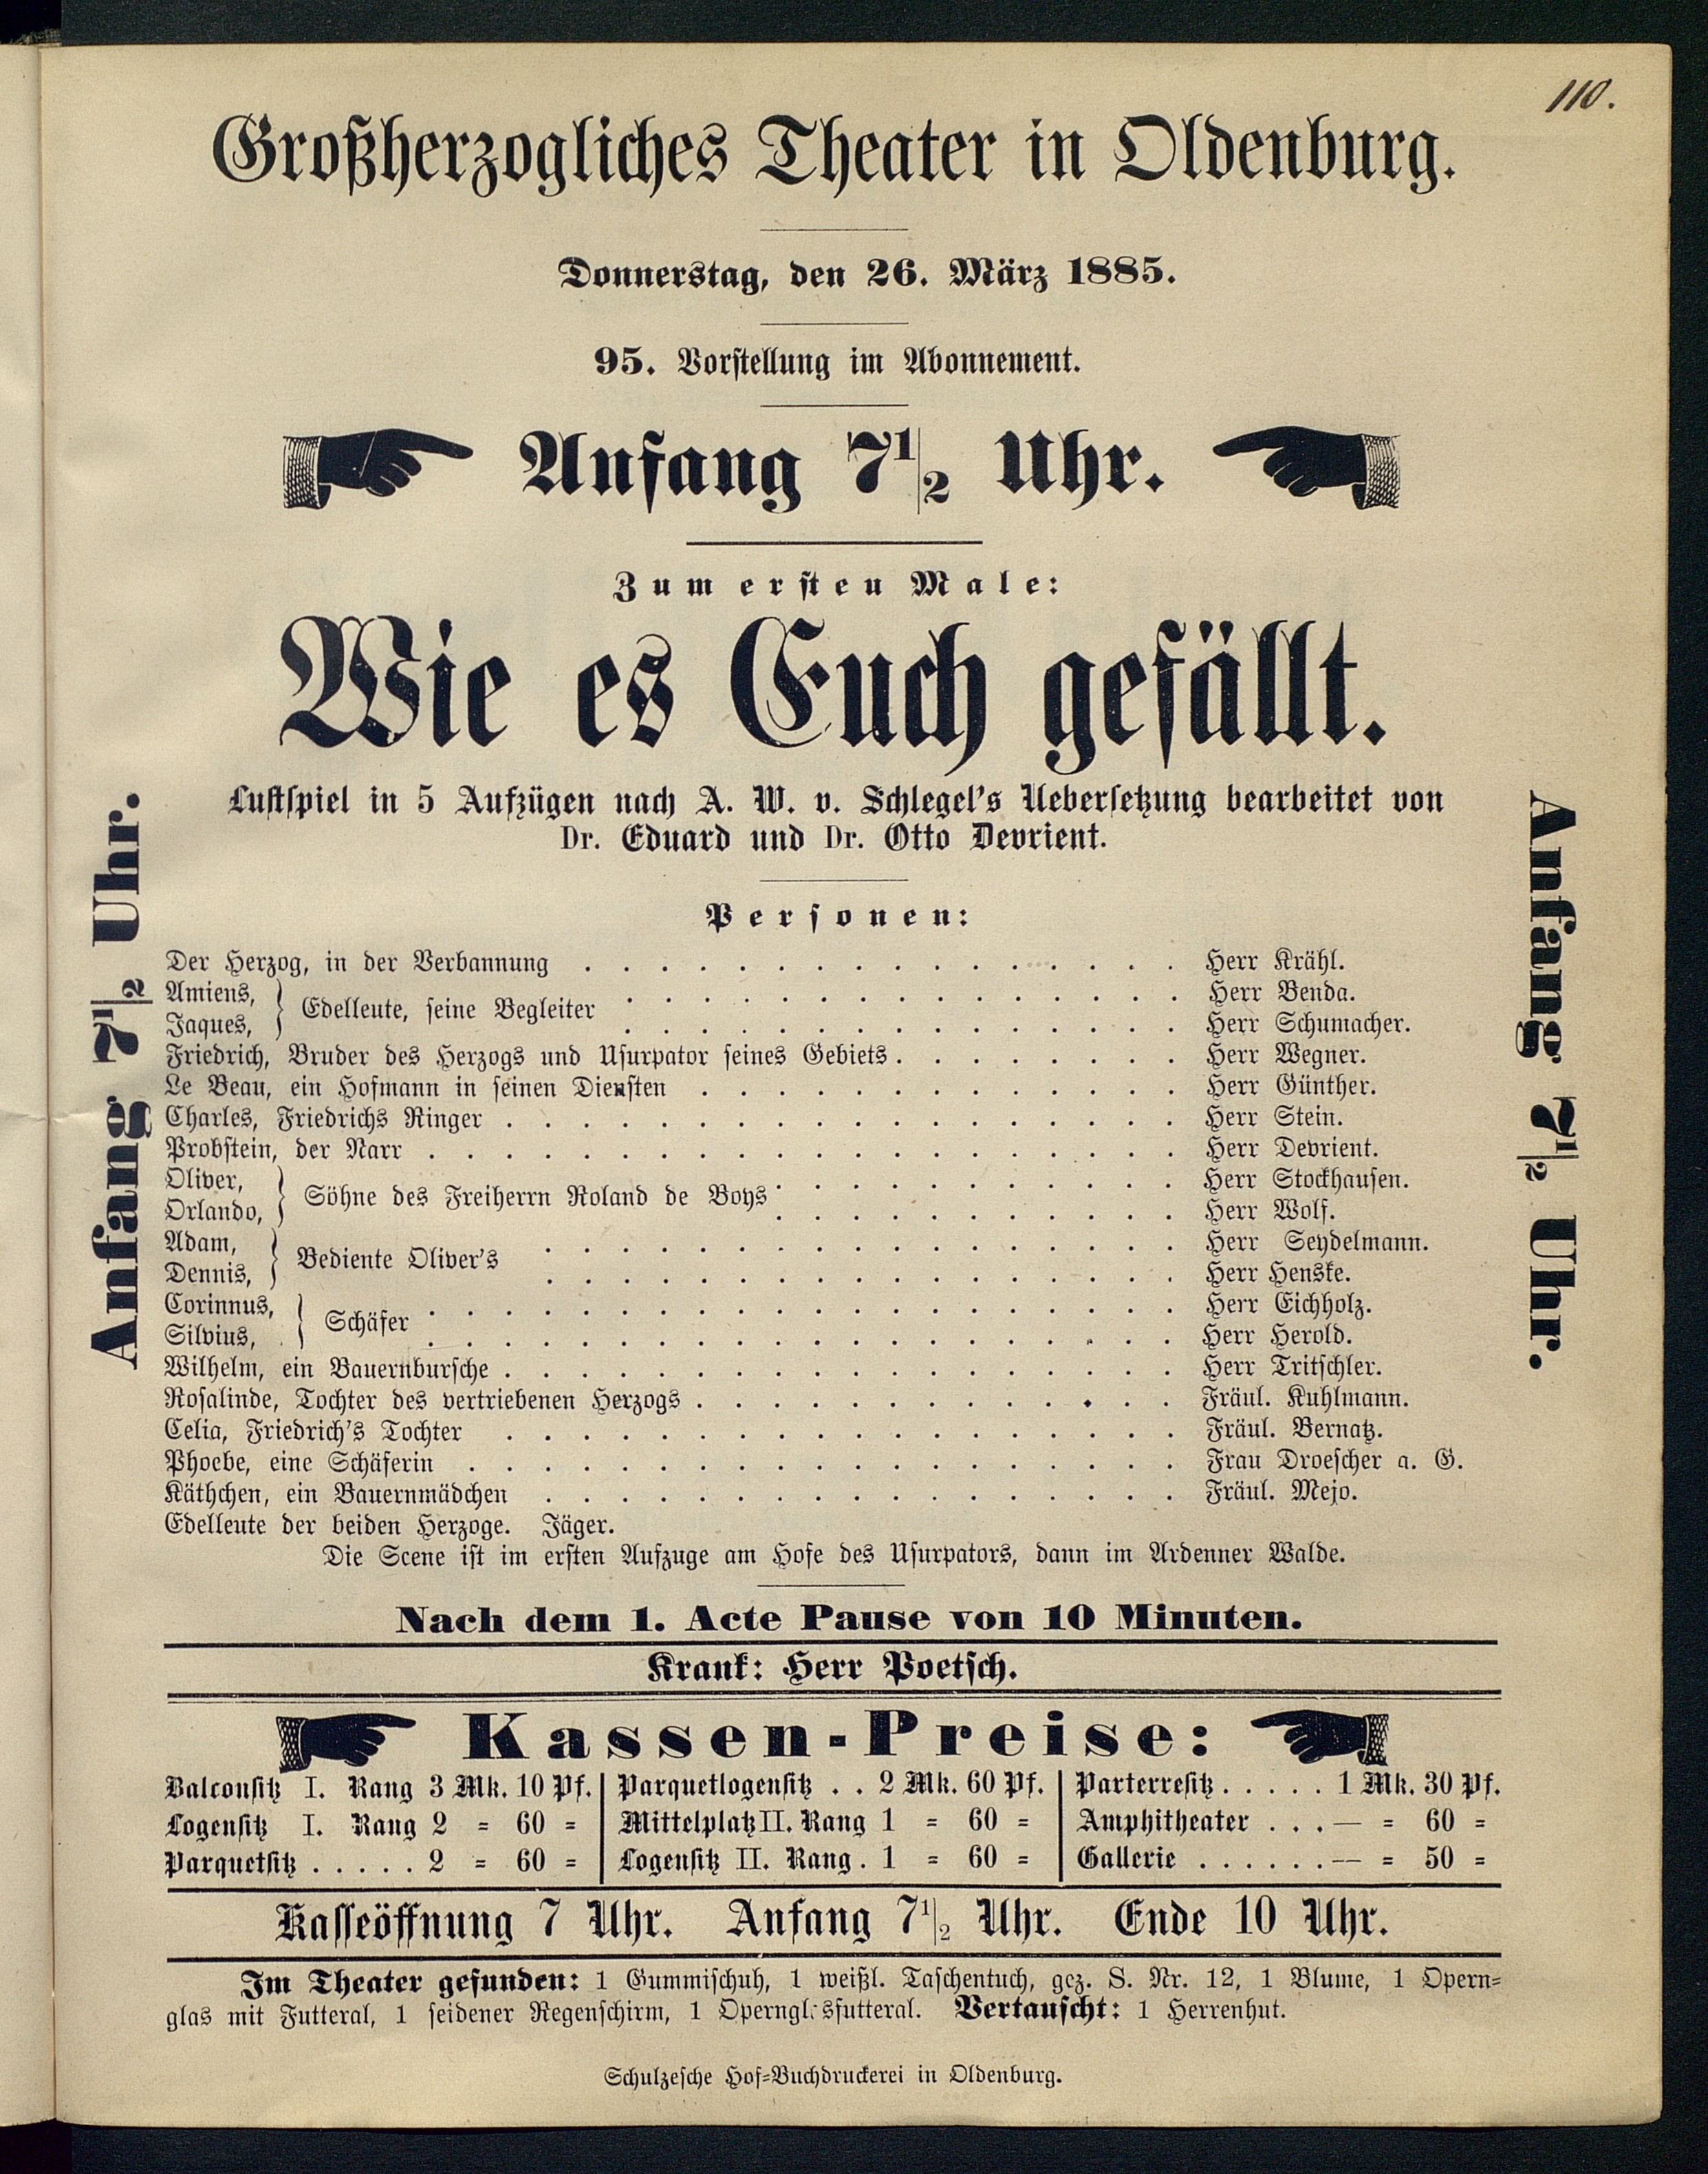 110.
Großherzogliches Theater in Oldenburg.
Donnerstag, den 26. März 1885.
95. Vorstellung im Abonnement.
Anfang 7½ Uhr.
Zum ersten Male:
Wie es Euch gefällt.
Lustspiel in 5 Aufzügen nach A. W. v. Schlegel's Uebersetzung bearbeitet von
Dr. Eduard und Dr. Otto Devrient.
Personen:
Der Herzog, in der Verbannung . . . . . . . . . . . . . . . . Herr Krähl.
Amiens, } Edelleute, seine Begleiter . . . . . . . . . . . . . . . Herr Benda.
Jaques, . . . . . . . . . . . . . . . Herr Schumacher.
Friedrich, Bruder des Herzogs und Usurpator seines Gebiets . . . . . . . . Herr Wegner.
Le Beau, ein Hofmann in seinen Diensten . . . . . . . . . . . . . Herr Günther.
Charles, Friedrichs Ringer . . . . . . . . . . . . . . . . . . Herr Stein.
Probstein, der Narr . . . . . . . . . . . . . . . . . . . . Herr Devrient.
Oliver, } Söhne des Freiherrn Roland de Boys . . . . . . . . . . . Herr Stockhausen.
Orlando, . . . . . . . . . . . Herr Wolf.
Adam, } Bediente Oliver's . . . . . . . . . . . . . . . . . Herr Seydelmann.
Dennis, . . . . . . . . . . . . . . . . . Herr Henske.
Corinnus, } Schäfer . . . . . . . . . . . . . . . . . . . . Herr Eichholz.
Silvius, . . . . . . . . . . . . . . . . . . . . Herr Herold.
Wilhelm, ein Bauernbursche . . . . . . . . . . . . . . . . . . Herr Tritschler.
Rosalinde, Tochter des vertriebenen Herzogs . . . . . . . . . . . . . Fräul. Kuhlmann.
Celia, Friedrich's Tochter . . . . . . . . . . . . . . . . . . Fräul. Bernatz.
Phoebe, eine Schäferin . . . . . . . . . . . . . . . . . . . Frau Droescher a. G.
Käthchen, ein Bauernmädchen . . . . . . . . . . . . . . . . . Fräul. Mejo.
Edelleute der beiden Herzoge. Jäger.
Die Scene ist im ersten Aufzuge am Hofe des Usurpators, dann im Ardenner Walde.
Anfang 7½ Uhr.
Anfang 7½ Uhr.
Nach dem 1. Acte Pause von 10 Minuten.
Krank: Herr Poetsch.
Kassen-Preise:
Balconsitz I. Rang 3 Mk. 10 Pf. | Parquetlogensitz . . 2 Mk. 60 Pf. | Parterresitz . . . . . 1 Mk. 30 Pf.
Logensitz I. Rang 2 = 60 = | Mittelplatz II. Rang 1 = 60 = | Amphitheater . . . — = 60 =
Parquetsitz . . . . . 2 = 60 = | Logensitz II. Rang . 1 = 60 = | Gallerie . . . . . . — = 50 =
Kasseöffnung 7 Uhr. Anfang 7½ Uhr. Ende 10 Uhr.
Im Theater gefunden: 1 Gummischuh, 1 weißl. Taschentuch, gez. S. Nr. 12, 1 Blume, 1 Opern=
glas mit Futteral, 1 seidener Regenschirm, 1 Opernglasfutteral. Vertauscht: 1 Herrenhut.
Schulzesche Hof=Buchdruckerei in Oldenburg.